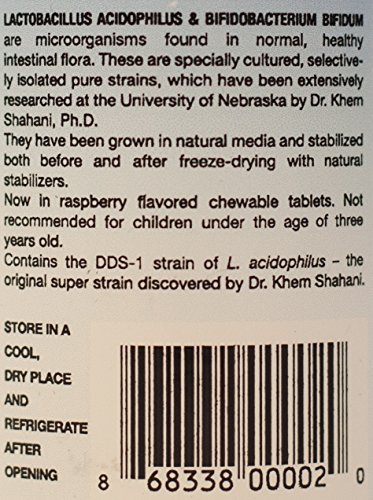 LACTOBACILLUS ACIDOPHILUS & BIFIDOBACTERIUM BIFIDUM
are microorganisms found in normal, healthy
intestinal flora. These are specially cultured, selective-
ly isolated pure strains, which have been extensively
researched at the University of Nebraska by Dr. Khem
Shahani, Ph.D.
They have been grown in natural media and stabilized
both before and after freeze-drying with natural
stabilizers.
Now in raspberry flavored chewable tablets. Not
recommended for children under the age of three
years old.
Contains the DDS-1 strain of L. acidophilus – the
original super strain discovered by Dr. Khem Shahani.
STORE IN A
COOL,
DRY PLACE
AND
REFRIGERATE
AFTER
OPENING
8 68338 00002 0